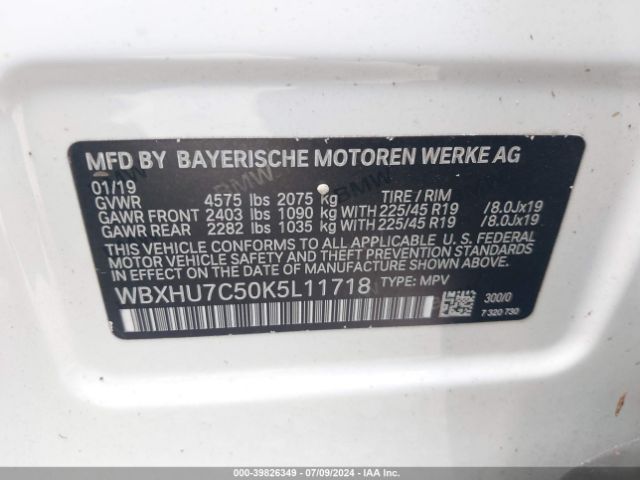 MFD BY BAYERISCHE MOTOREN WERKE AG
01/19
GVWR 4575 lbs 2075 kg TIRE / RIM
GAWR FRONT 2403 lbs 1090 kg WITH 225/45 R19 /8.0Jx19
GAWR REAR 2282 lbs 1035 kg WITH 225/45 R19 /8.0Jx19
THIS VEHICLE CONFORMS TO ALL APPLICABLE U.S. FEDERAL
MOTOR VEHICLE SAFETY, BUMPER, AND THEFT PREVENTION STANDARDS
IN EFFECT ON THE DATE OF MANUFACTURE SHOWN ABOVE.
WBXHU7C50K5L11718 TYPE: MPV
300/0
7 320 730
000-39826349 | 07/09/2024 - IAAI.com